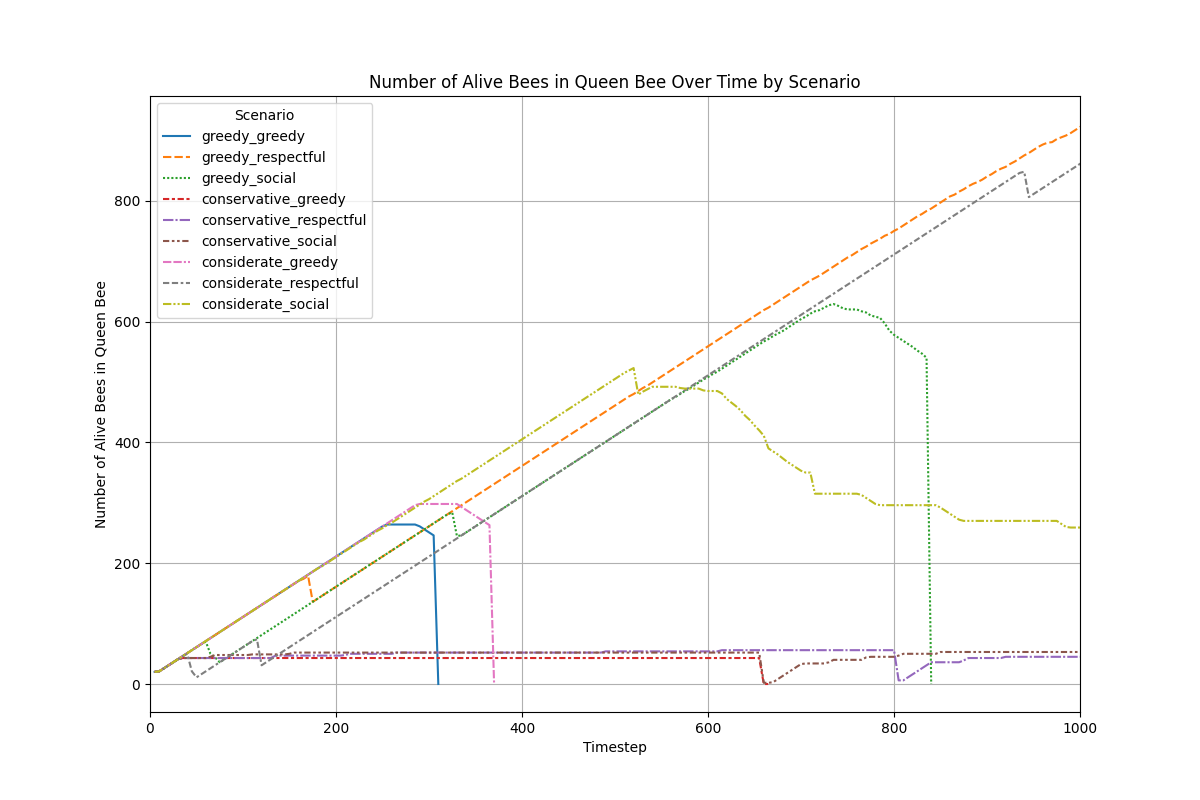 Number of Alive Bees in Queen Bee Over Time by Scenario
Scenario
greedy_greedy
greedy_respectful
greedy_social
conservative_greedy
conservative_respectful
conservative_social
considerate_greedy
considerate_respectful
considerate_social
Number of Alive Bees in Queen Bee
800
600
400
200
0
0 200 400 600 800 1000
Timestep